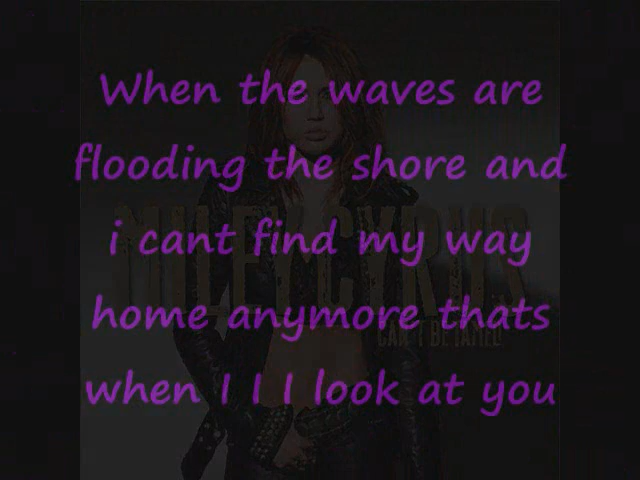 When the waves are
flooding the shore and
i cant find my way
home anymore thats
when I I I look at you
MILEY CYRUS
CAN'T BE TAMED